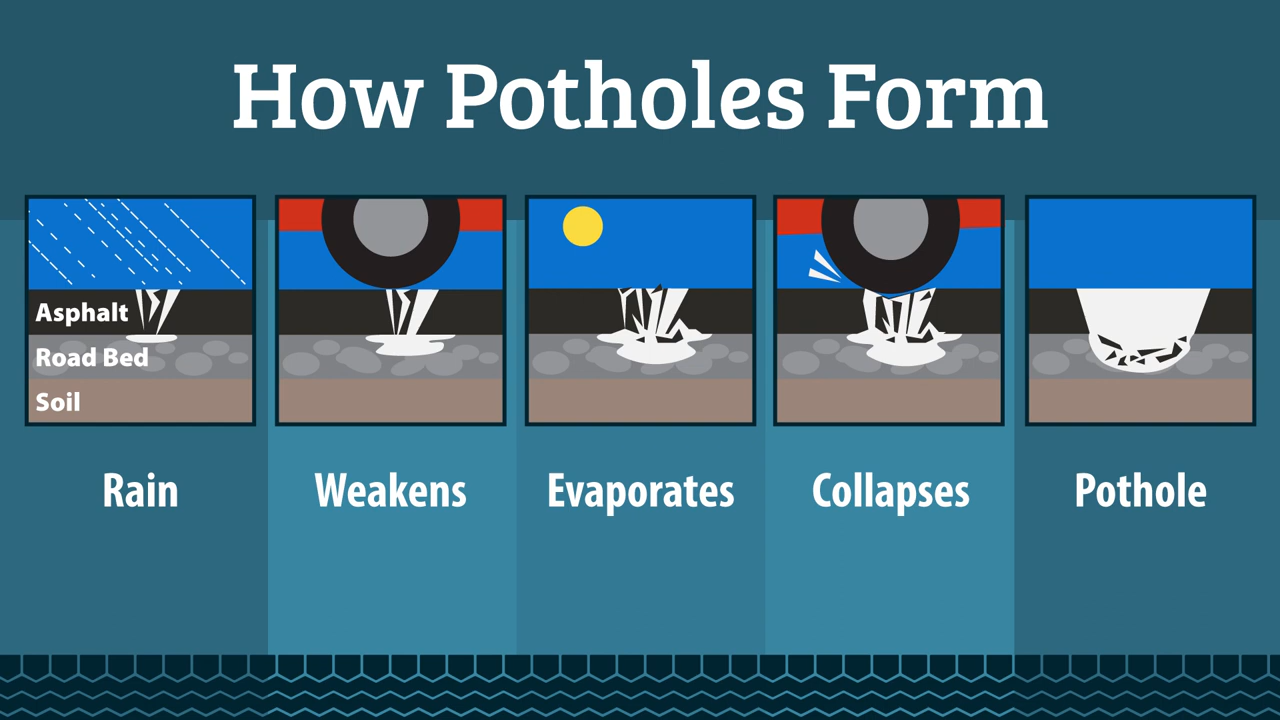 How Potholes Form
Asphalt
Road Bed
Soil
Rain
Weakens
Evaporates
Collapses
Pothole